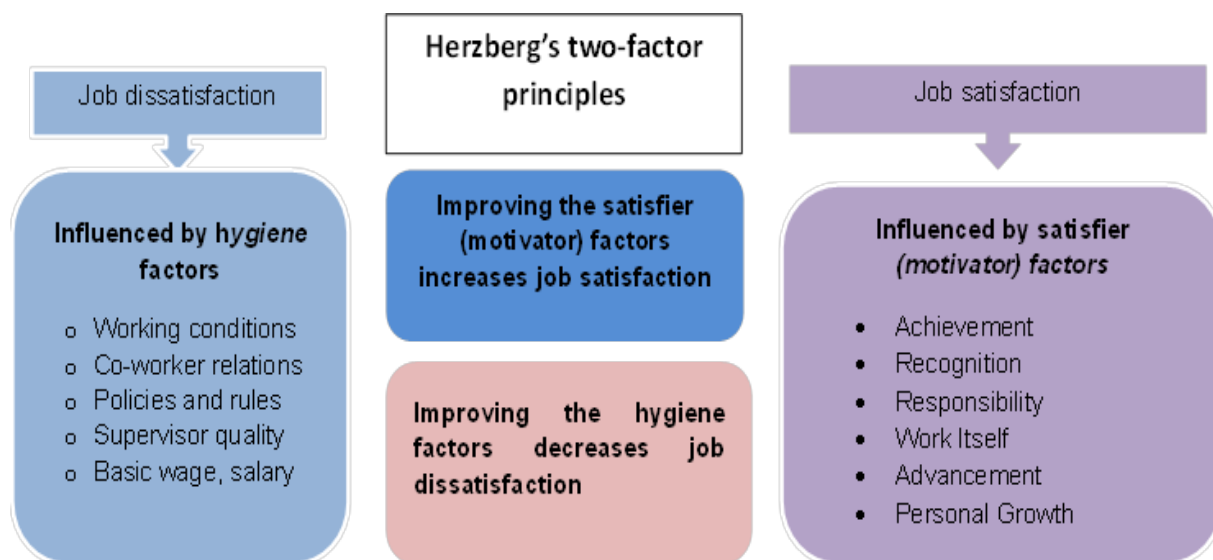 Job dissatisfaction
Influenced by hygiene
factors
Working conditions
Co-worker relations
Policies and rules
Supervisor quality
Basic wage, salary
Herzberg's two-factor
principles
Improving the satisfier
(motivator) factors
increases job satisfaction
Improving the hygiene
factors decreases job
dissatisfaction
Job satisfaction
Influenced by satisfier
(motivator) factors
Achievement
Recognition
Responsibility
Work Itself
Advancement
Personal Growth